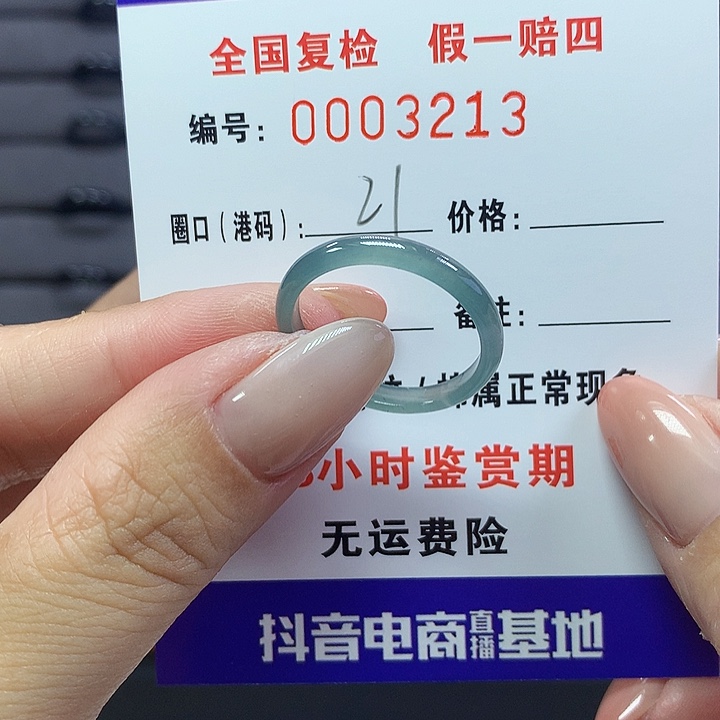 全国复检 假一赔四
编号：0003213
圈口（港码）：21 价格：
备注：
属正常现象
小时鉴赏期
无运费险
抖音电商直播基地